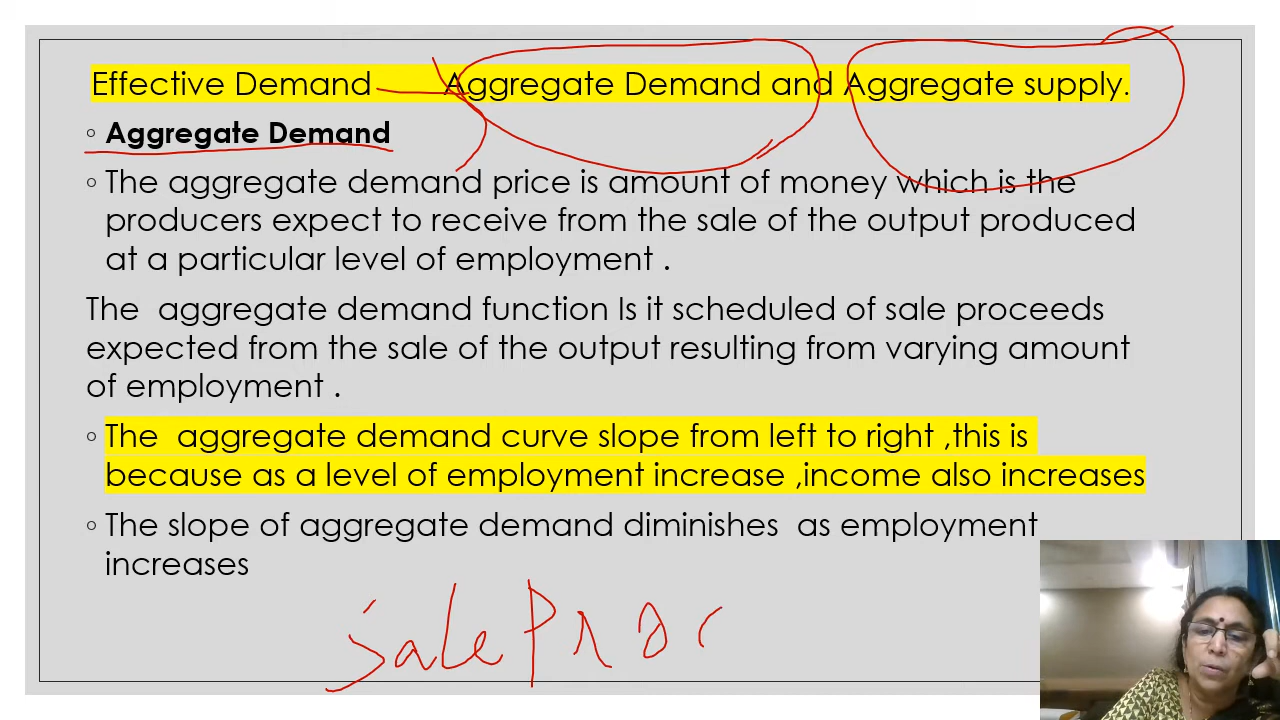 Effective Demand Aggregate Demand and Aggregate supply.
◦ Aggregate Demand
◦ The aggregate demand price is amount of money which is the
producers expect to receive from the sale of the output produced
at a particular level of employment .
The aggregate demand function Is it scheduled of sale proceeds
expected from the sale of the output resulting from varying amount
of employment .
◦ The aggregate demand curve slope from left to right ,this is
because as a level of employment increase ,income also increases
◦ The slope of aggregate demand diminishes as employment
increases
Sale Proc